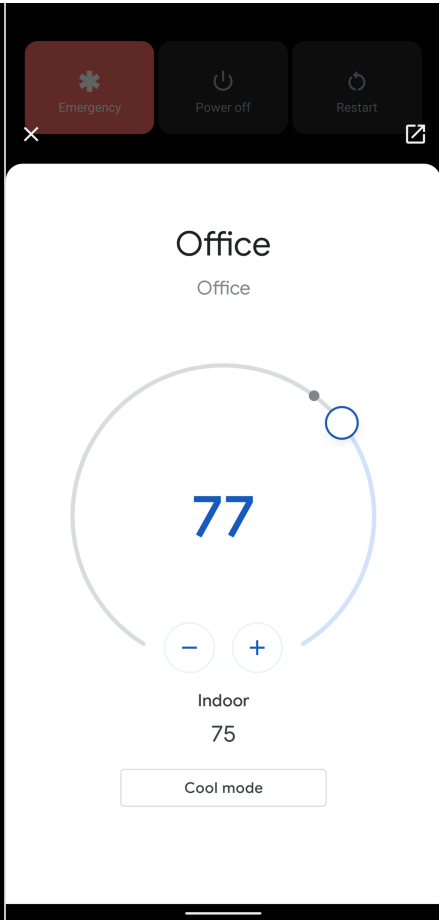 Emergency
Power off
Restart
Office
Office
77
Indoor
75
Cool mode